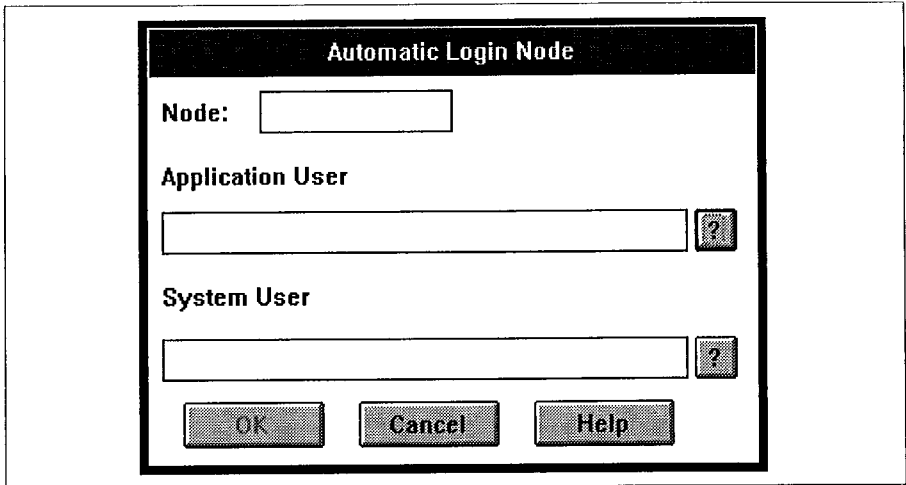 Automatic Login Node
Node:
Application User
?
System User
?
OK Cancel Help